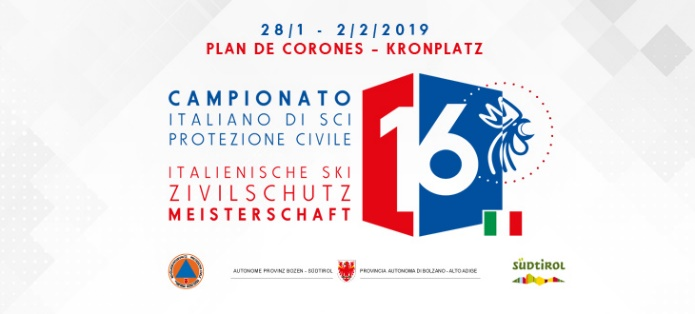 28/1 - 2/2/2019
PLAN DE CORONES - KRONPLATZ
CAMPIONATO
ITALIANO DI SCI
PROTEZIONE CIVILE
ITALIENISCHE SKI
ZIVILSCHUTZ
MEISTERSCHAFT
16
AUTONOME PROVINZ BOZEN - SÜDTIROL
PROVINCIA AUTONOMA DI BOLZANO - ALTO ADIGE
SÜDTIROL